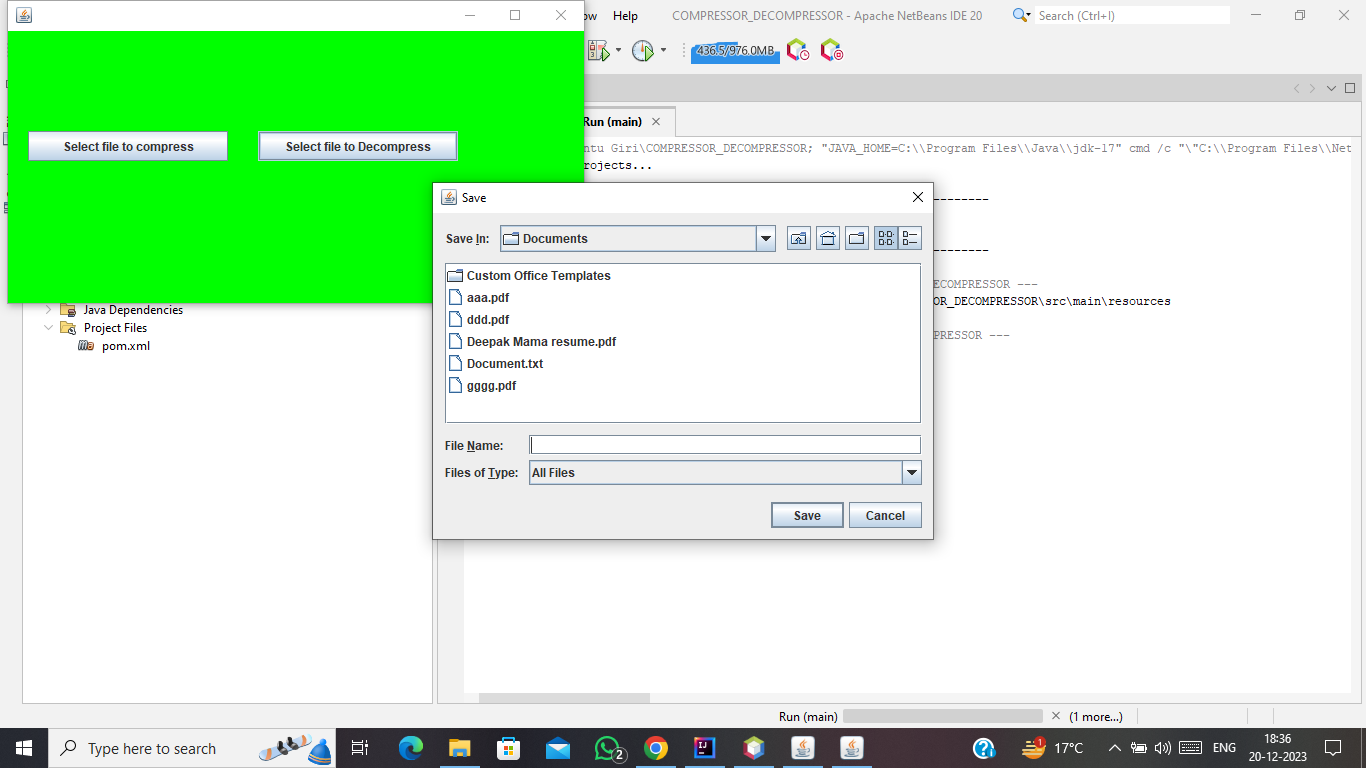 ow Help COMPRESSOR_DECOMPRESSOR - Apache NetBeans IDE 20 Search (Ctrl+I)
436.5/976.0MB
Select file to compress Select file to Decompress
Run (main)
ntu Giri\COMPRESSOR_DECOMPRESSOR; "JAVA_HOME=C:\\Program Files\\Java\\jdk-17" cmd /c "\"C:\\Program Files\\Net
rojects...
--------
--------
DECOMPRESSOR ---
OR_DECOMPRESSOR\src\main\resources
MPRESSOR ---
Save
Save In: Documents
Custom Office Templates
aaa.pdf
ddd.pdf
Deepak Mama resume.pdf
Document.txt
gggg.pdf
File Name:
Files of Type: All Files
Save Cancel
Java Dependencies
Project Files
pom.xml
Run (main) (1 more...)
Type here to search 2 1 17°C ENG 18:36
20-12-2023